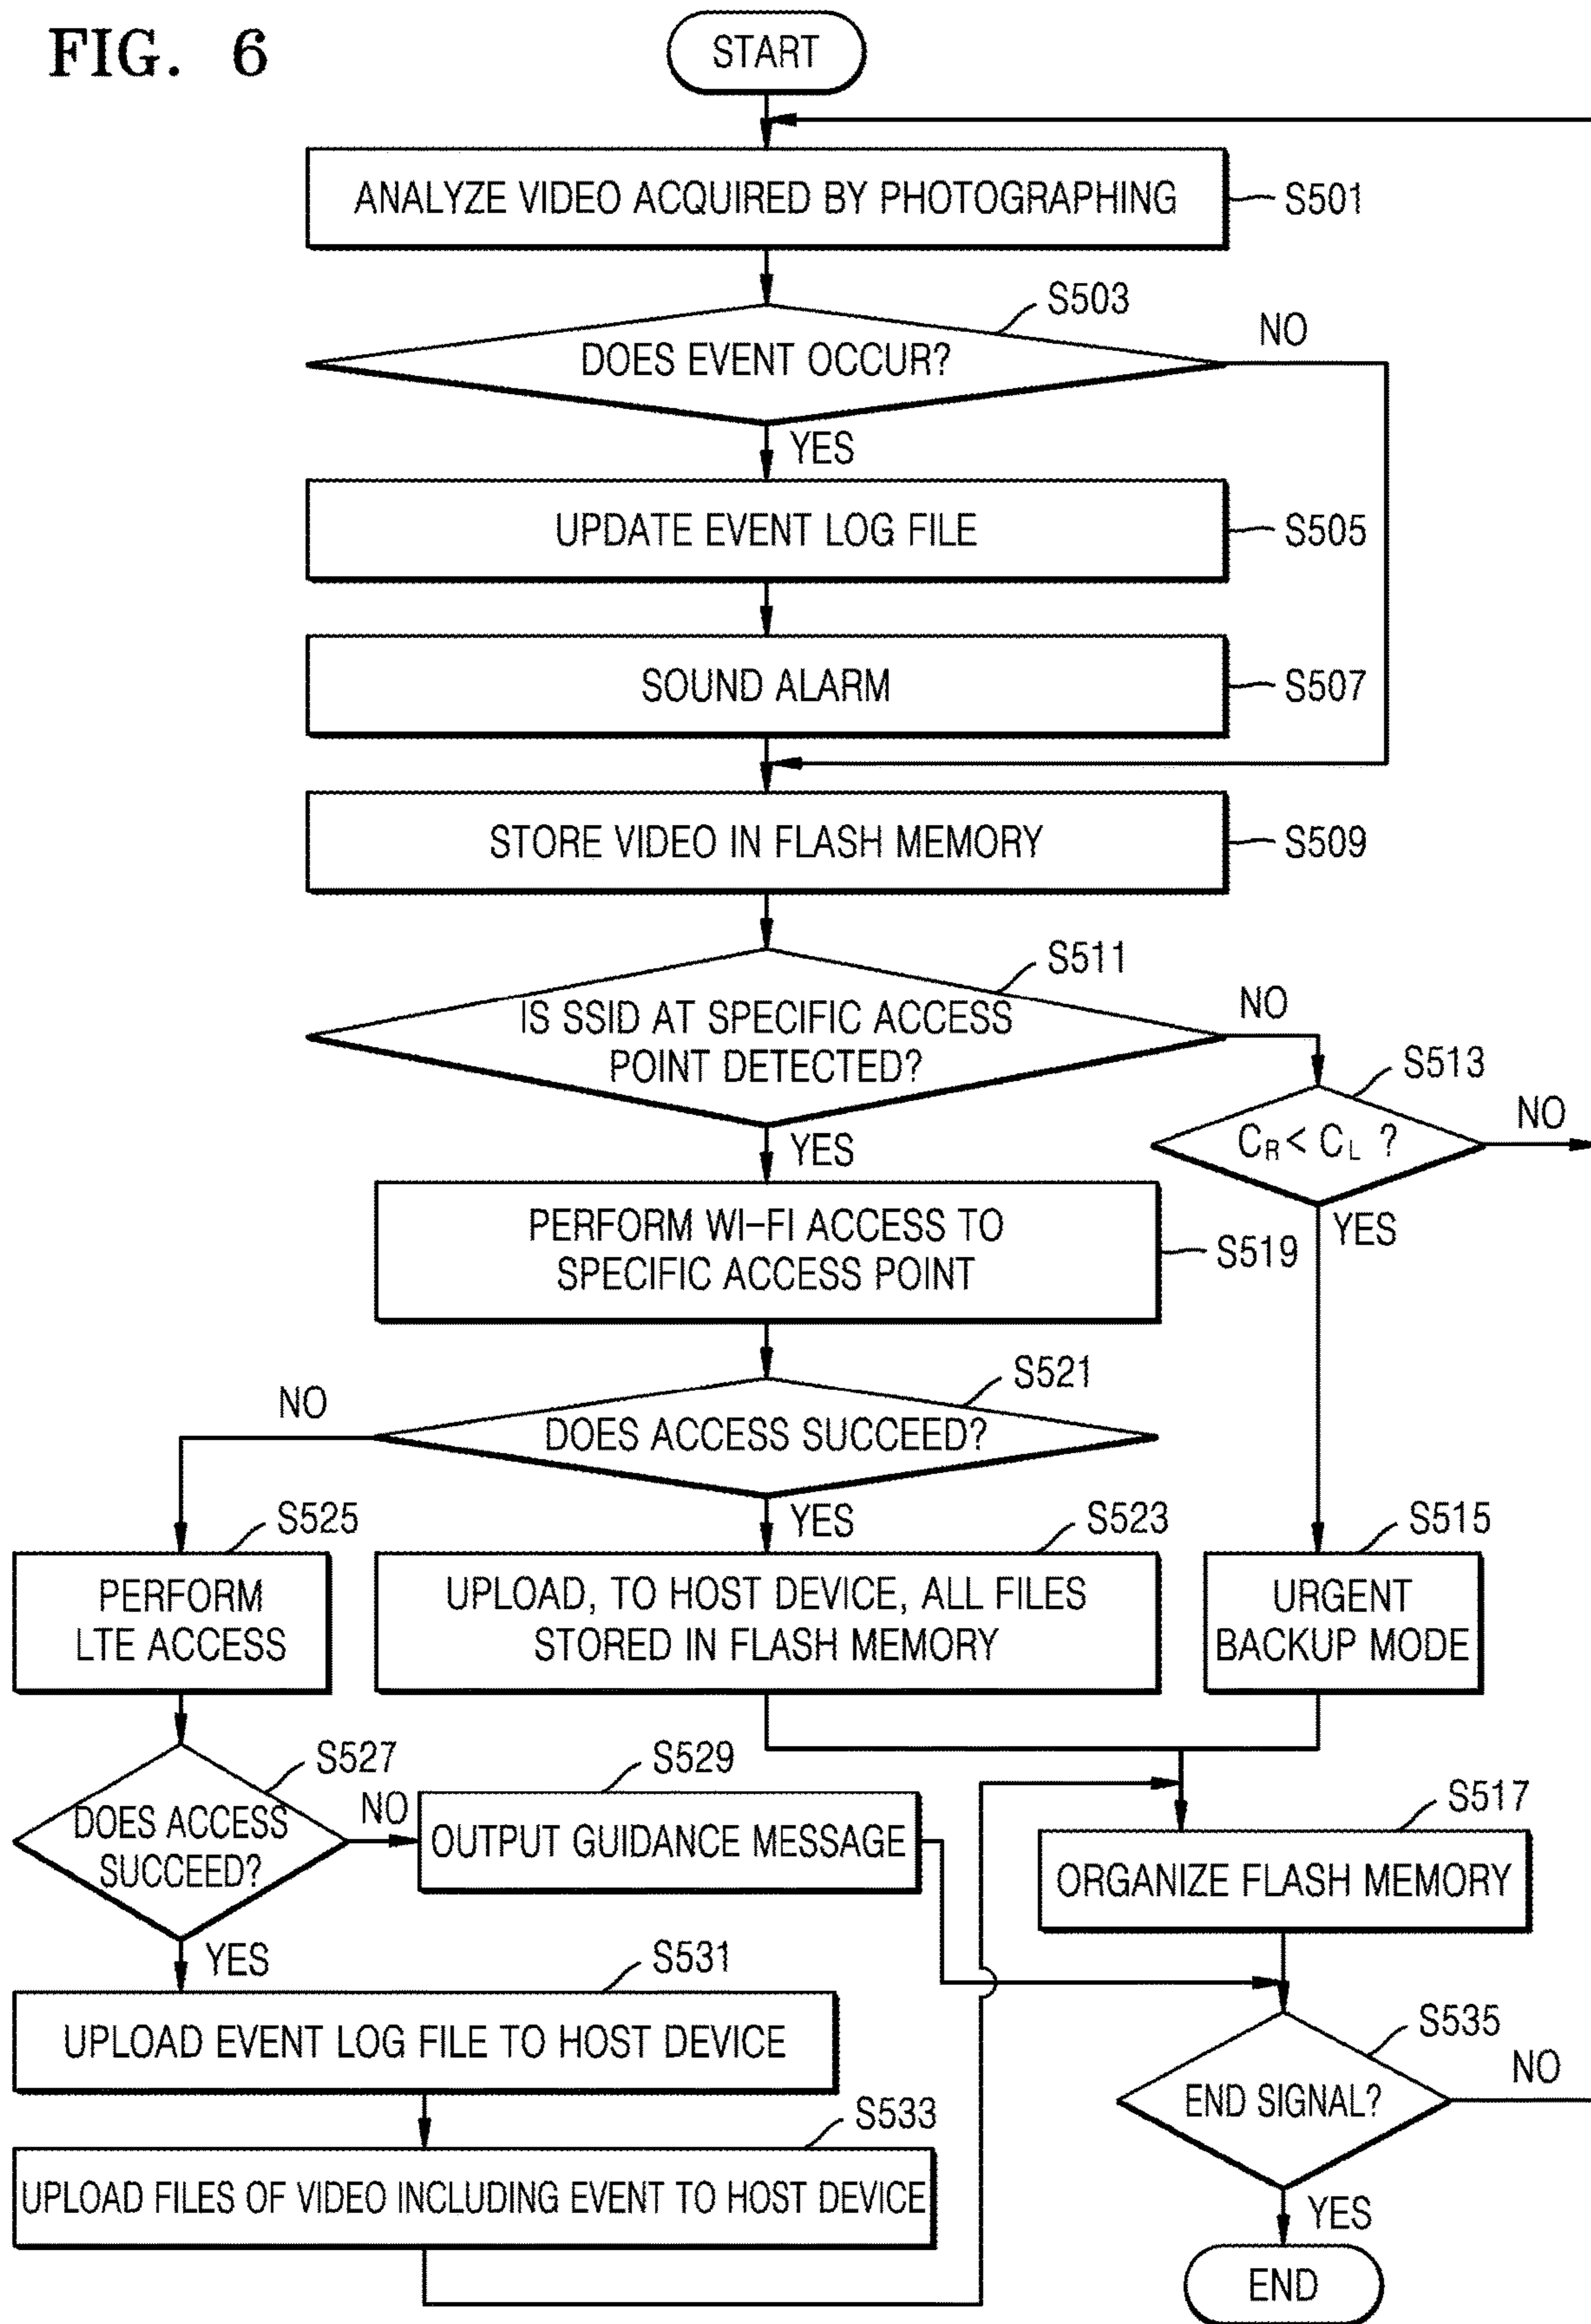 FIG. 6
START
ANALYZE VIDEO ACQUIRED BY PHOTOGRAPHING
S501
S503
DOES EVENT OCCUR?
NO
YES
UPDATE EVENT LOG FILE
S505
SOUND ALARM
S507
STORE VIDEO IN FLASH MEMORY
S509
S511
IS SSID AT SPECIFIC ACCESS
POINT DETECTED?
NO
YES
S513
CR < CL ?
NO
YES
PERFORM WI-FI ACCESS TO
SPECIFIC ACCESS POINT
S519
S521
DOES ACCESS SUCCEED?
NO
YES
S525
PERFORM
LTE ACCESS
S523
UPLOAD, TO HOST DEVICE, ALL FILES
STORED IN FLASH MEMORY
S515
URGENT
BACKUP MODE
S527
DOES ACCESS
SUCCEED?
NO
YES
S529
OUTPUT GUIDANCE MESSAGE
S517
ORGANIZE FLASH MEMORY
S531
UPLOAD EVENT LOG FILE TO HOST DEVICE
S533
UPLOAD FILES OF VIDEO INCLUDING EVENT TO HOST DEVICE
S535
END SIGNAL?
NO
YES
END